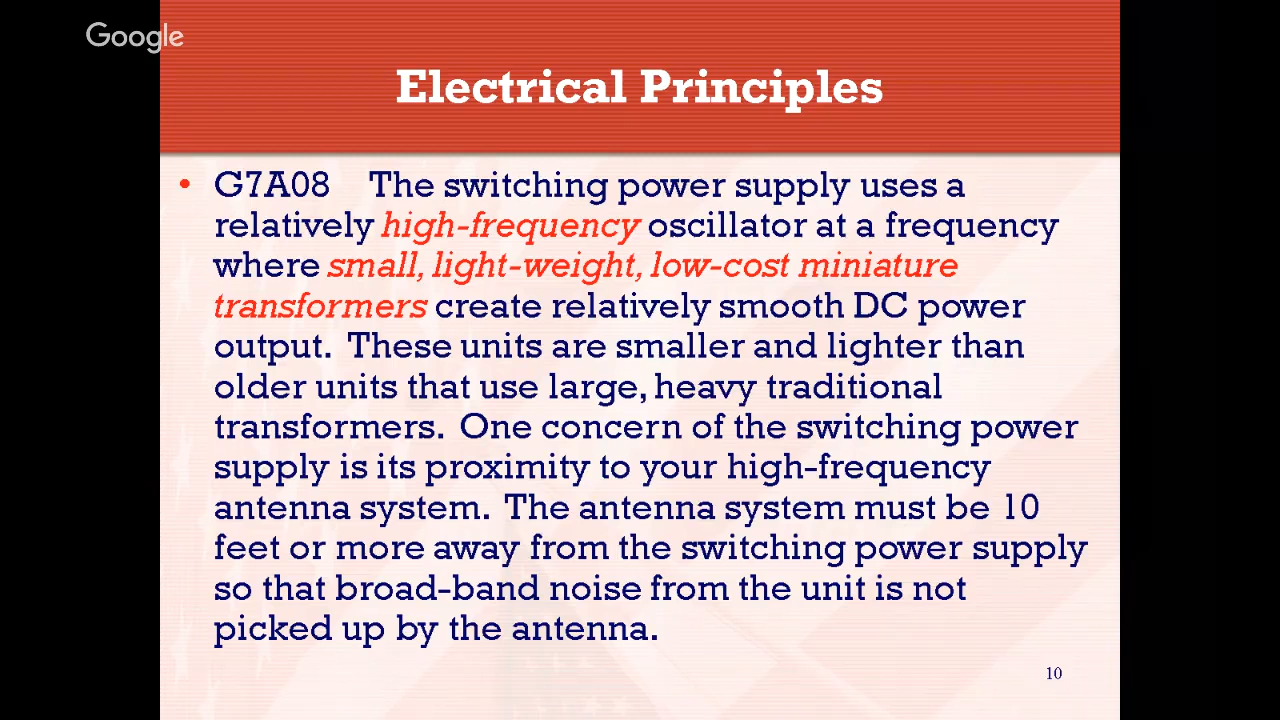 Google
Electrical Principles
• G7A08 The switching power supply uses a
relatively high-frequency oscillator at a frequency
where small, light-weight, low-cost miniature
transformers create relatively smooth DC power
output. These units are smaller and lighter than
older units that use large, heavy traditional
transformers. One concern of the switching power
supply is its proximity to your high-frequency
antenna system. The antenna system must be 10
feet or more away from the switching power supply
so that broad-band noise from the unit is not
picked up by the antenna.
10